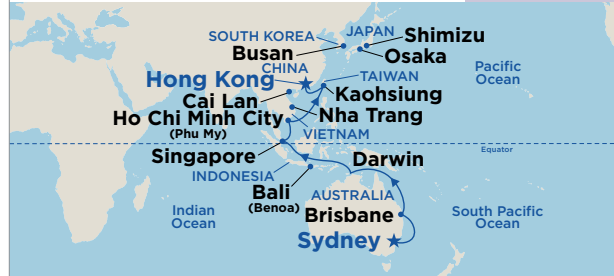 SOUTH KOREA
JAPAN
Shimizu
Busan
Osaka
CHINA
Pacific
Ocean
Hong Kong
TAIWAN
Cai Lan
Kaohsiung
Ho Chi Minh City
(Phu My)
Nha Trang
VIETNAM
Singapore
Equator
Darwin
INDONESIA
Bali
(Benoa)
AUSTRALIA
Indian
Ocean
Brisbane
South Pacific
Ocean
Sydney